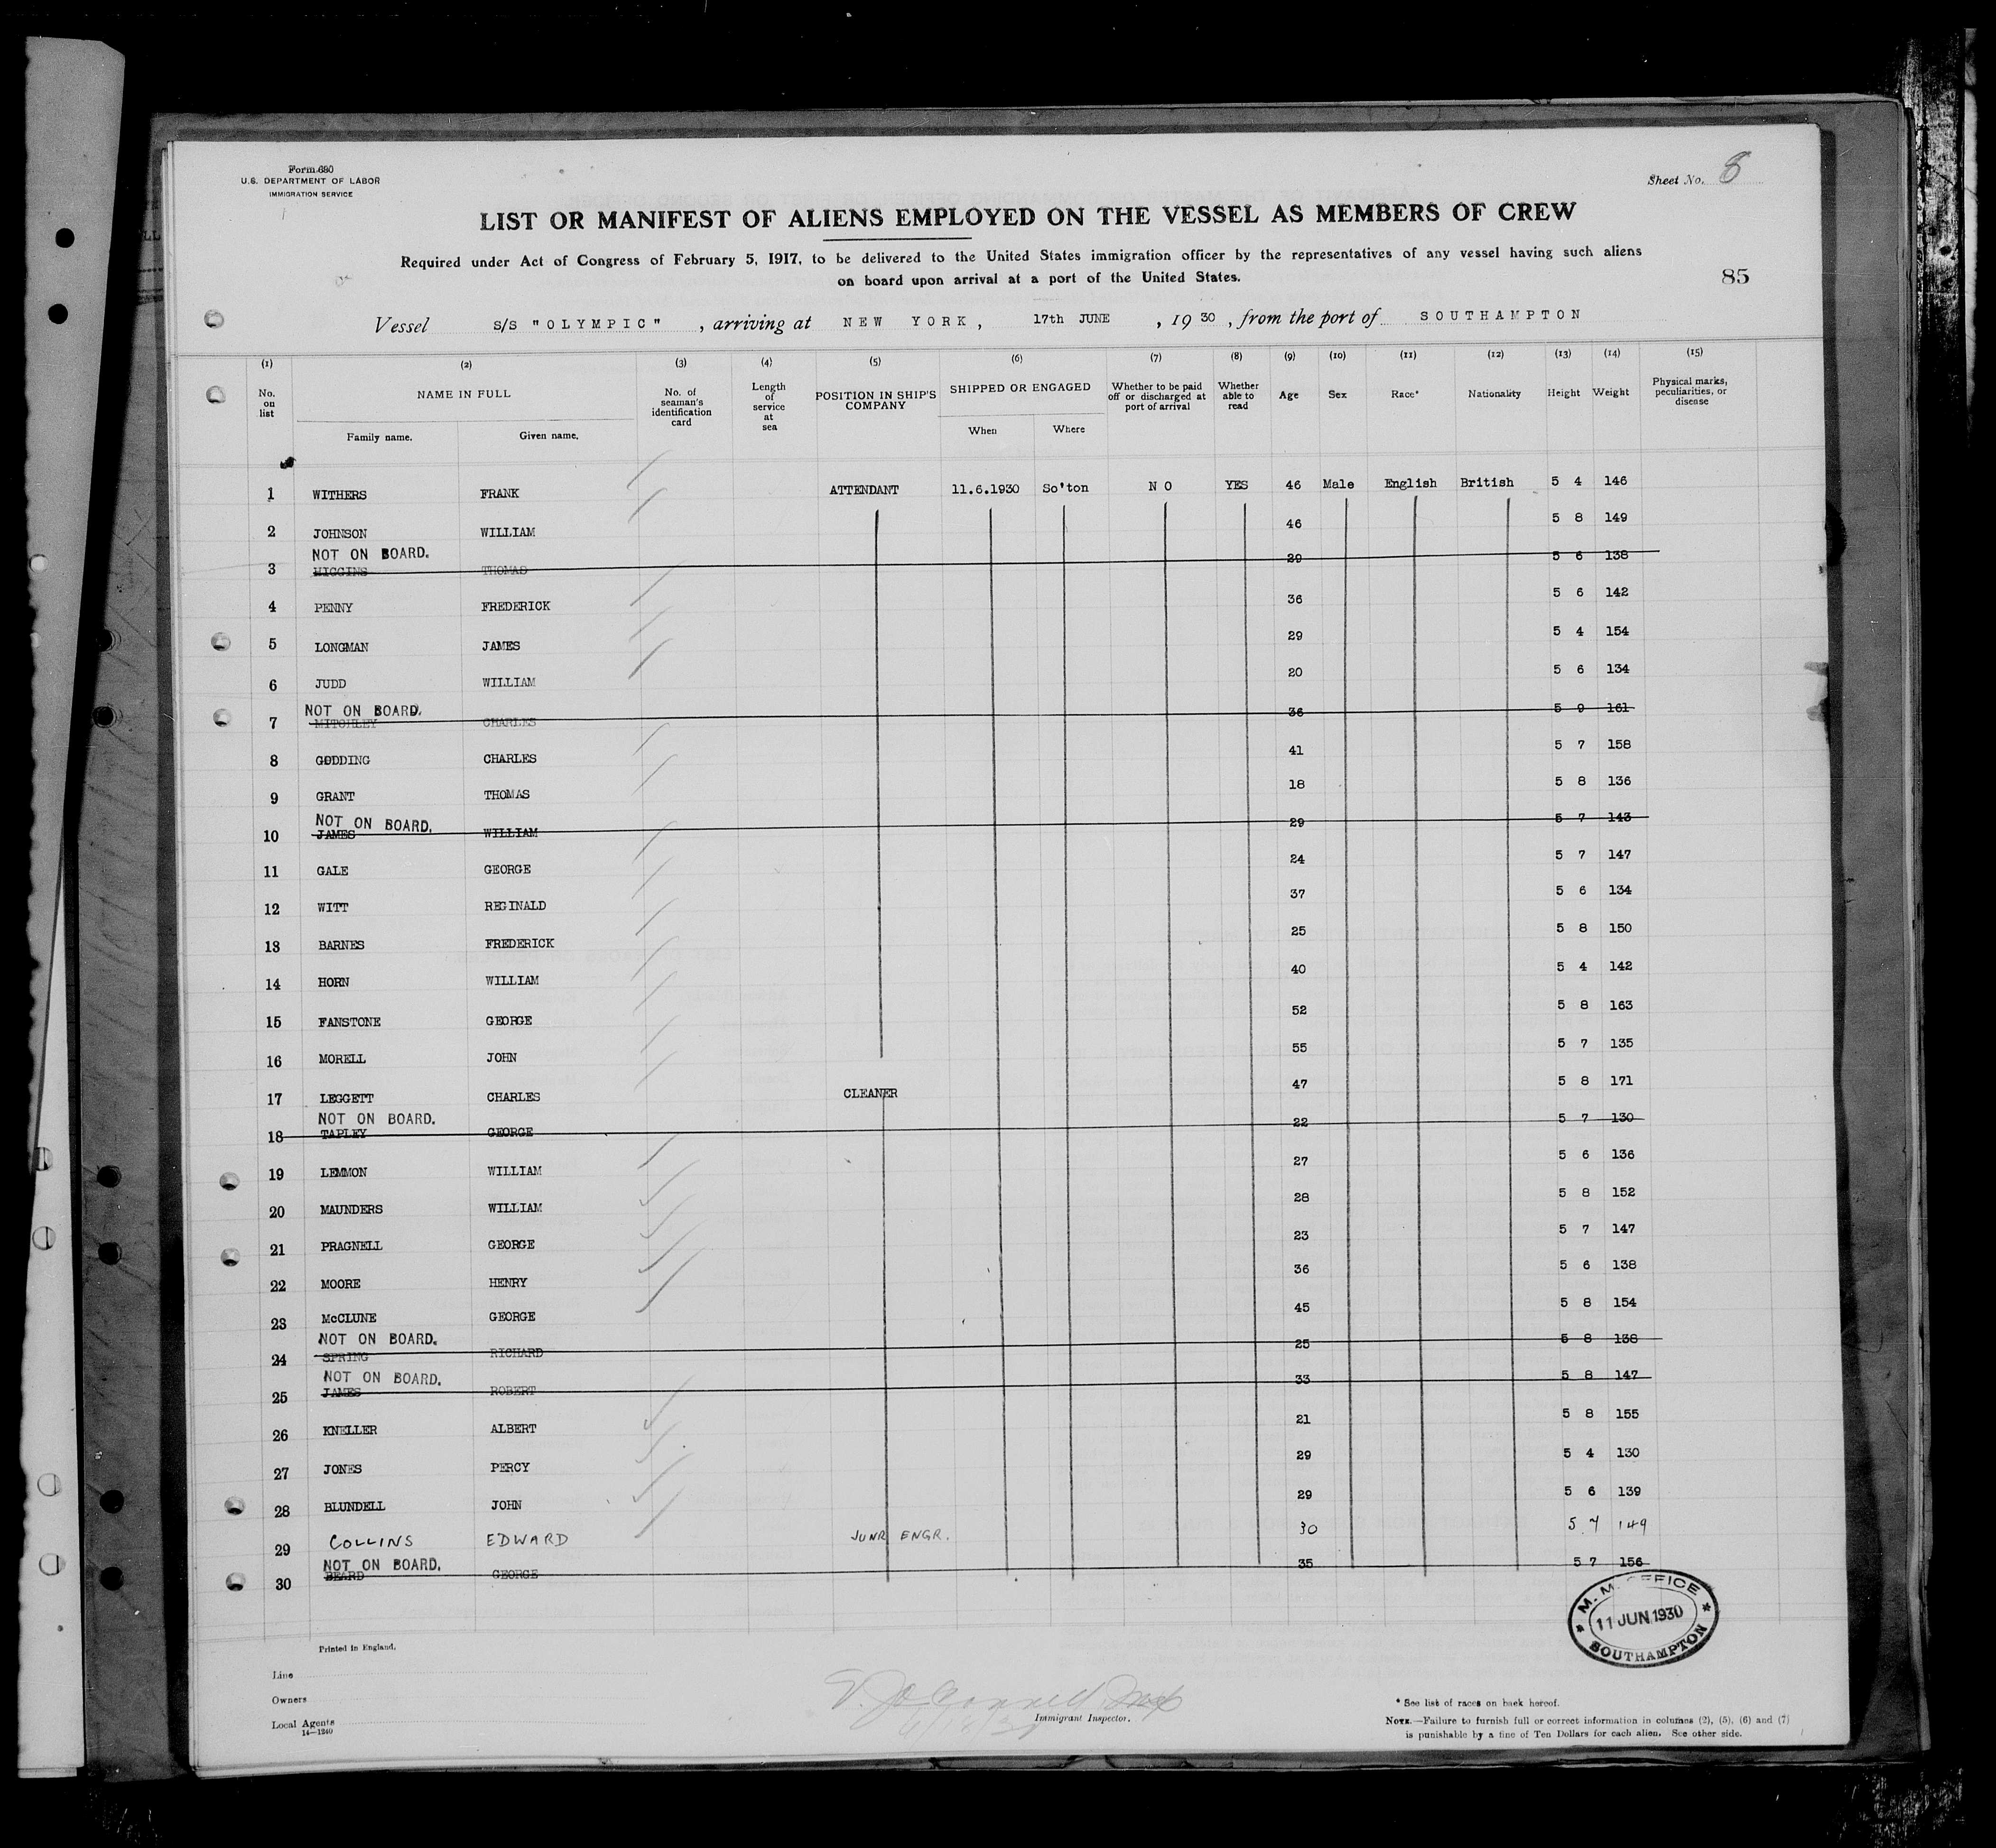 Form 680
U.S. DEPARTMENT OF LABOR
IMMIGRATION SERVICE
Sheet No. 8
LIST OR MANIFEST OF ALIENS EMPLOYED ON THE VESSEL AS MEMBERS OF CREW
Required under Act of Congress of February 5, 1917, to be delivered to the United States immigration officer by the representatives of any vessel having such aliens
on board upon arrival at a port of the United States.
85
Vessel S/S "OLYMPIC" , arriving at NEW YORK, 17th JUNE , 1930 , from the port of SOUTHAMPTON
(1) (2) (3) (4) (5) (6) (7) (8) (9) (10) (11) (12) (13) (14) (15)
No. on list NAME IN FULL No. of seaman's identification card Length of service at sea POSITION IN SHIP'S COMPANY SHIPPED OR ENGAGED Whether to be paid off or discharged at port of arrival Whether able to read Age Sex Race* Nationality Height Weight Physical marks, peculiarities, or disease
Family name. Given name. When Where
1 WITHERS FRANK ATTENDANT 11.6.1930 So'ton NO YES 46 Male English British 5 4 146
2 JOHNSON WILLIAM 46 5 8 149
NOT ON BOARD.
3 HIGGINS THOMAS 29 5 6 138
4 PENNY FREDERICK 36 5 6 142
5 LONGMAN JAMES 29 5 4 154
6 JUDD WILLIAM 20 5 6 134
NOT ON BOARD.
7 MITCHLEY CHARLES 36 5 9 161
8 GODDING CHARLES 41 5 7 158
9 GRANT THOMAS 18 5 8 136
NOT ON BOARD.
10 JAMES WILLIAM 29 5 7 143
11 GALE GEORGE 24 5 7 147
12 WITT REGINALD 37 5 6 134
13 BARNES FREDERICK 25 5 8 150
14 HORN WILLIAM 40 5 4 142
15 FANSTONE GEORGE 52 5 8 163
16 MORELL JOHN 55 5 7 135
17 LEGGETT CHARLES CLEANER 47 5 8 171
NOT ON BOARD.
18 TAPLEY GEORGE 22 5 7 130
19 LEMMON WILLIAM 27 5 6 136
20 MAUNDERS WILLIAM 28 5 8 152
21 PRAGNELL GEORGE 23 5 7 147
22 MOORE HENRY 36 5 6 138
23 McCLUNE GEORGE 45 5 8 154
NOT ON BOARD.
24 SPRING RICHARD 25 5 8 138
NOT ON BOARD.
25 JAMES ROBERT 33 5 8 147
26 KNELLER ALBERT 21 5 8 155
27 JONES PERCY 29 5 4 130
28 BLUNDELL JOHN 29 5 6 139
29 COLLINS EDWARD JUNR ENGR. 30 5.7 149
NOT ON BOARD.
30 BEARD GEORGE 35 5 7 156
M. M. OFFICE
11 JUN 1930
SOUTHAMPTON
Printed in England.
Line
Owners
Local Agents
14—1240
Immigrant Inspector.
* See list of races on back hereof.
NOTE.—Failure to furnish full or correct information in columns (2), (5), (6) and (7)
is punishable by a fine of Ten Dollars for each alien. See other side.